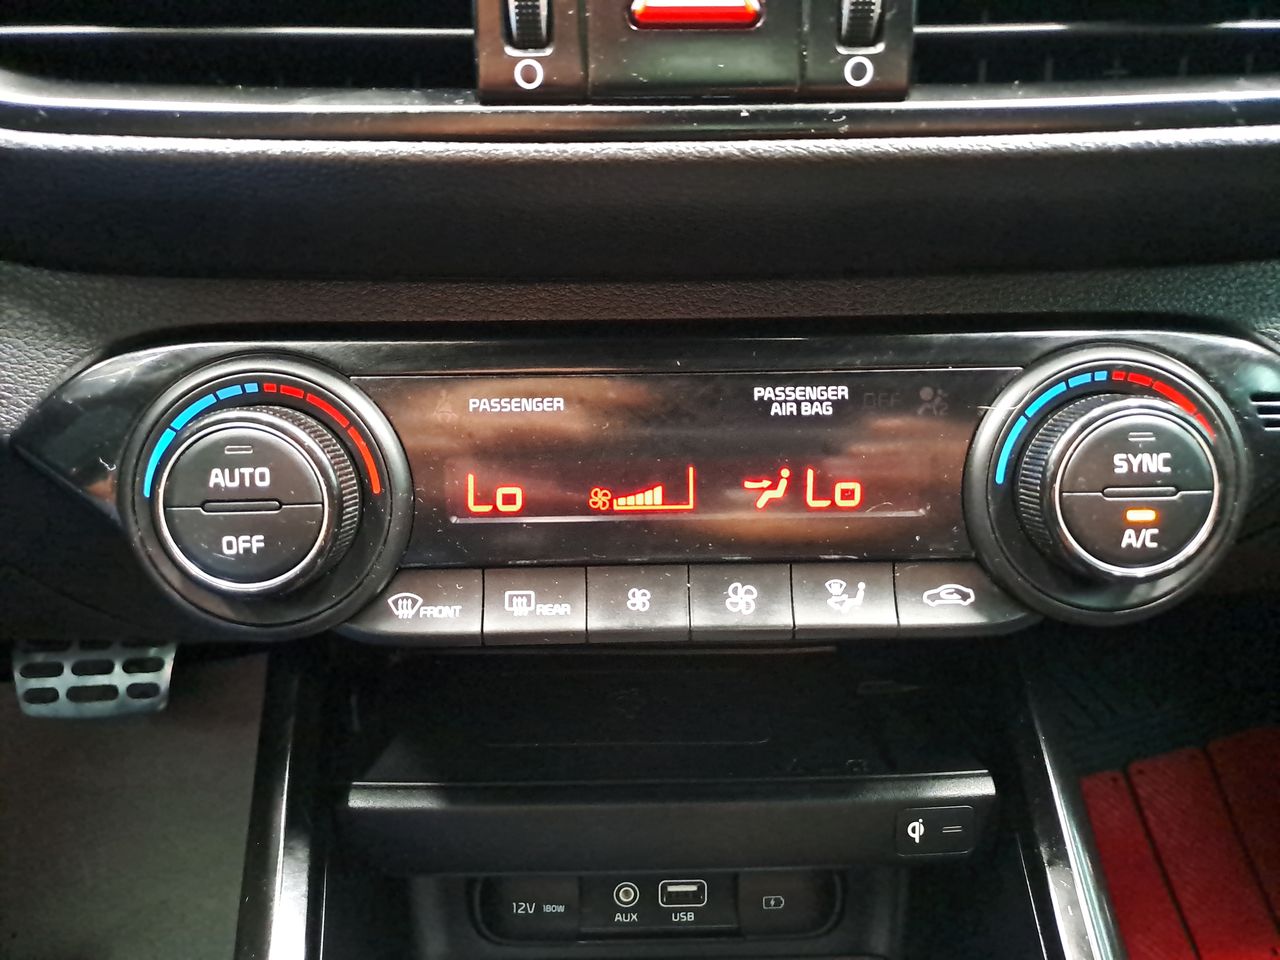 PASSENGER
PASSENGER
AIR BAG
OFF
AUTO
OFF
Lo
Lo
SYNC
A/C
FRONT
REAR
12V 180W
AUX
USB